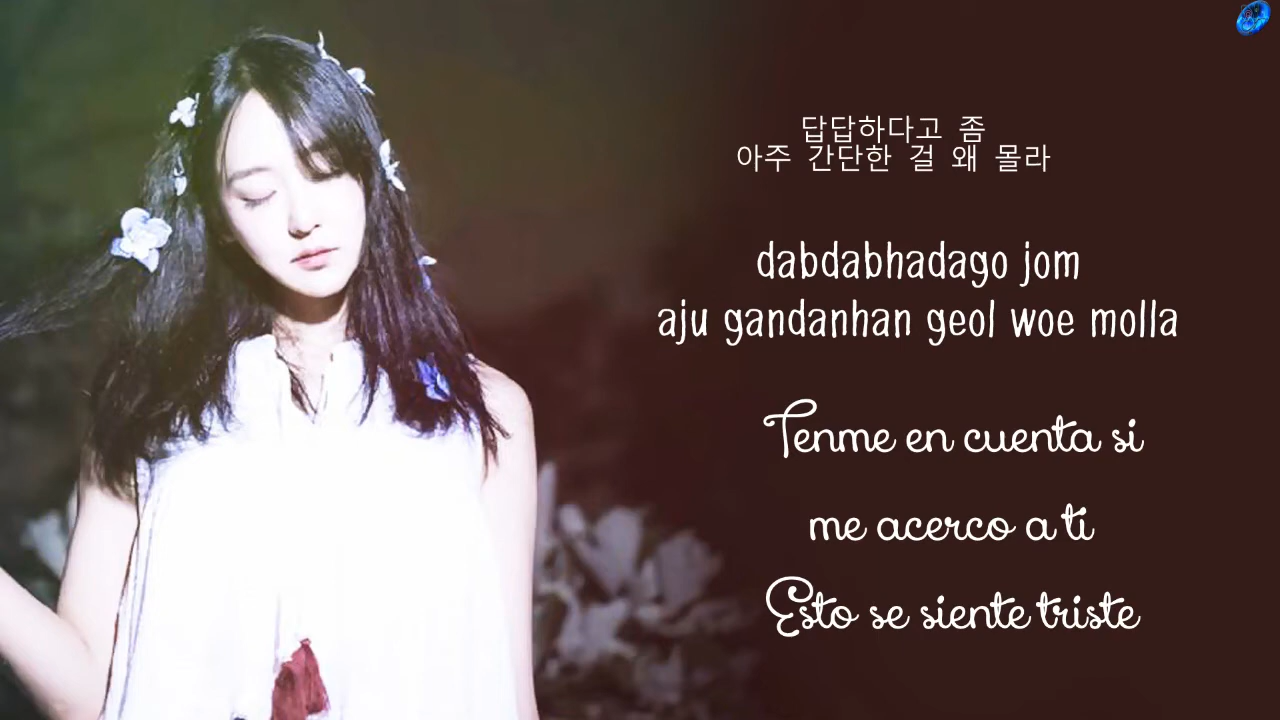 답답하다고 좀
아주 간단한 걸 왜 몰라
dabdabhadago jom
aju gandanhan geol woe molla
Tenme en cuenta si
me acerco a ti
Esto se siente triste